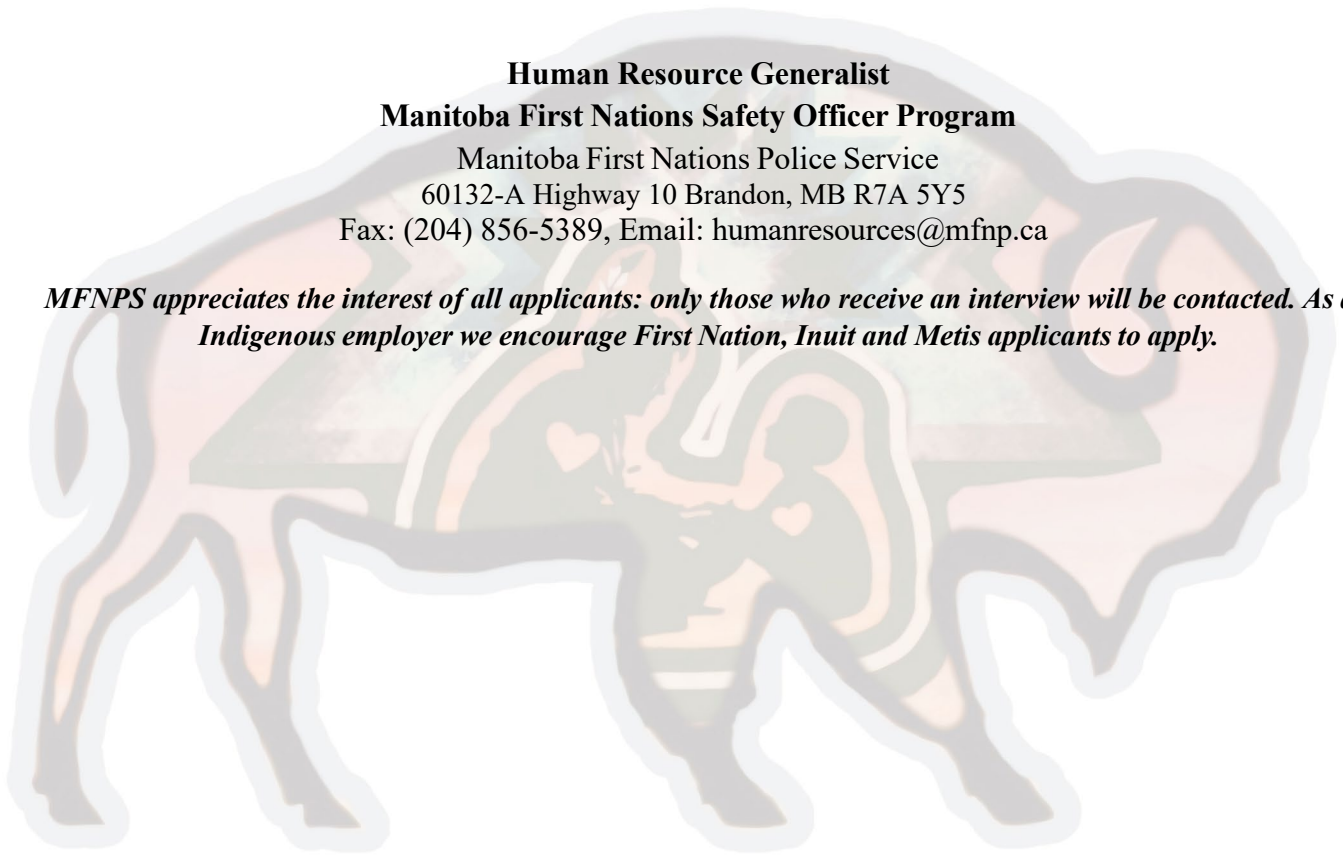 Human Resource Generalist
Manitoba First Nations Safety Officer Program
Manitoba First Nations Police Service
60132-A Highway 10 Brandon, MB R7A 5Y5
Fax: (204) 856-5389, Email: humanresources@mfnp.ca
MFNPS appreciates the interest of all applicants: only those who receive an interview will be contacted. As
Indigenous employer we encourage First Nation, Inuit and Metis applicants to apply.